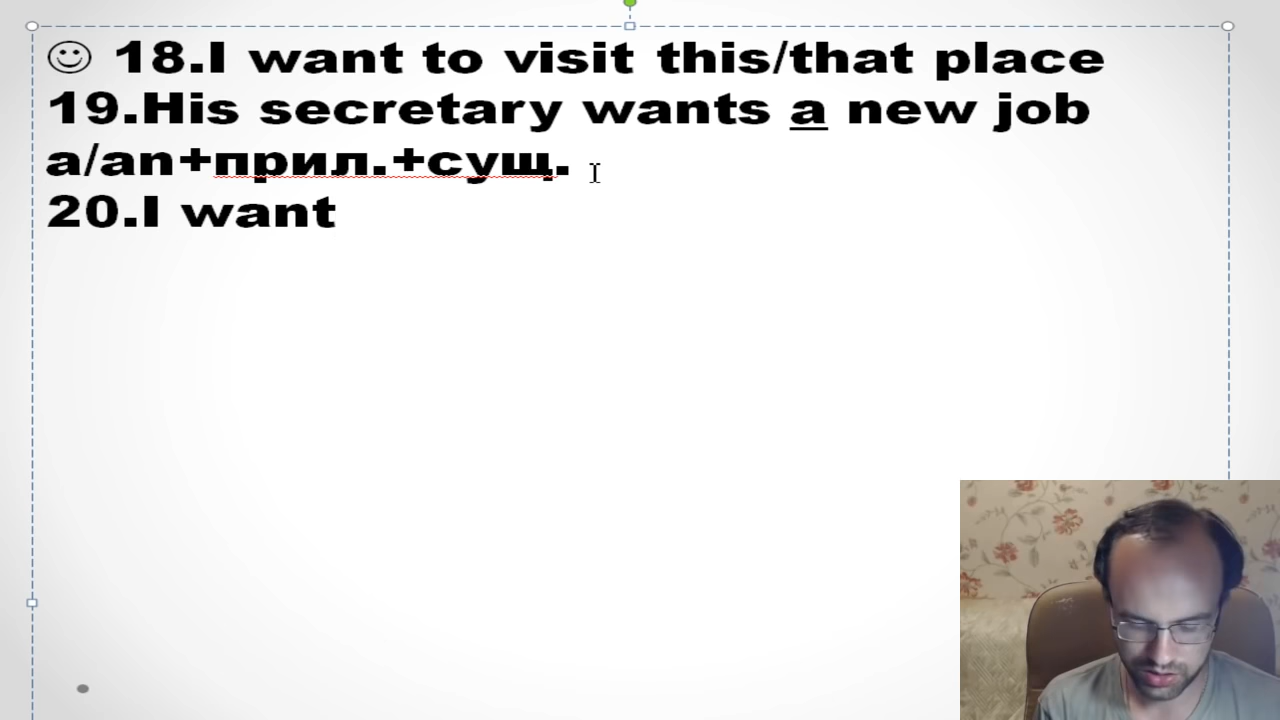 ☺ 18.I want to visit this/that place
19.His secretary wants a new job
a/an+прил.+сущ.
20.I want